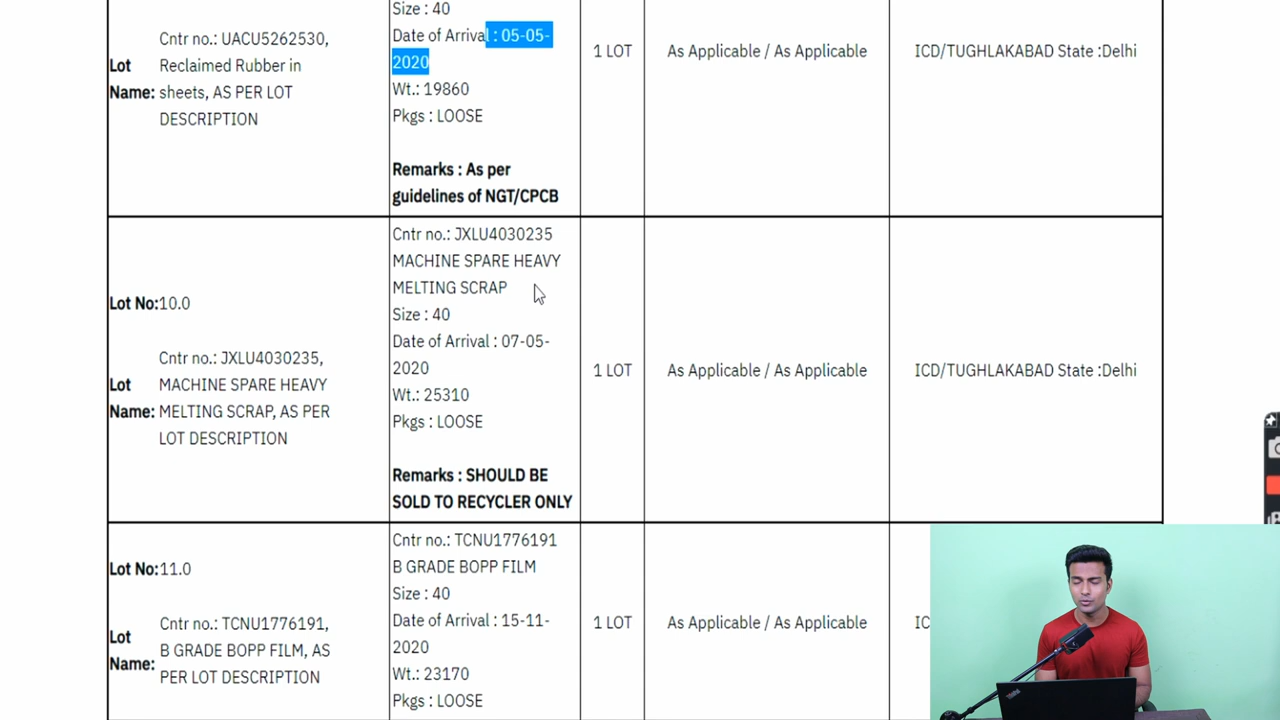 Size : 40
Date of Arrival : 05-05-
2020
Wt.: 19860
Pkgs : LOOSE
Remarks : As per
guidelines of NGT/CPCB
Cntr no.: UACU5262530,
Lot Reclaimed Rubber in
Name: sheets, AS PER LOT
DESCRIPTION
1 LOT
As Applicable / As Applicable
ICD/TUGHLAKABAD State :Delhi
Lot No:10.0
Cntr no.: JXLU4030235,
Lot MACHINE SPARE HEAVY
Name: MELTING SCRAP, AS PER
LOT DESCRIPTION
Cntr no.: JXLU4030235
MACHINE SPARE HEAVY
MELTING SCRAP
Size : 40
Date of Arrival : 07-05-
2020
Wt.: 25310
Pkgs : LOOSE
Remarks : SHOULD BE
SOLD TO RECYCLER ONLY
1 LOT
As Applicable / As Applicable
ICD/TUGHLAKABAD State :Delhi
Lot No:11.0
Cntr no.: TCNU1776191,
Lot B GRADE BOPP FILM, AS
Name: PER LOT DESCRIPTION
Cntr no.: TCNU1776191
B GRADE BOPP FILM
Size : 40
Date of Arrival : 15-11-
2020
Wt.: 23170
Pkgs : LOOSE
1 LOT
As Applicable / As Applicable
IC